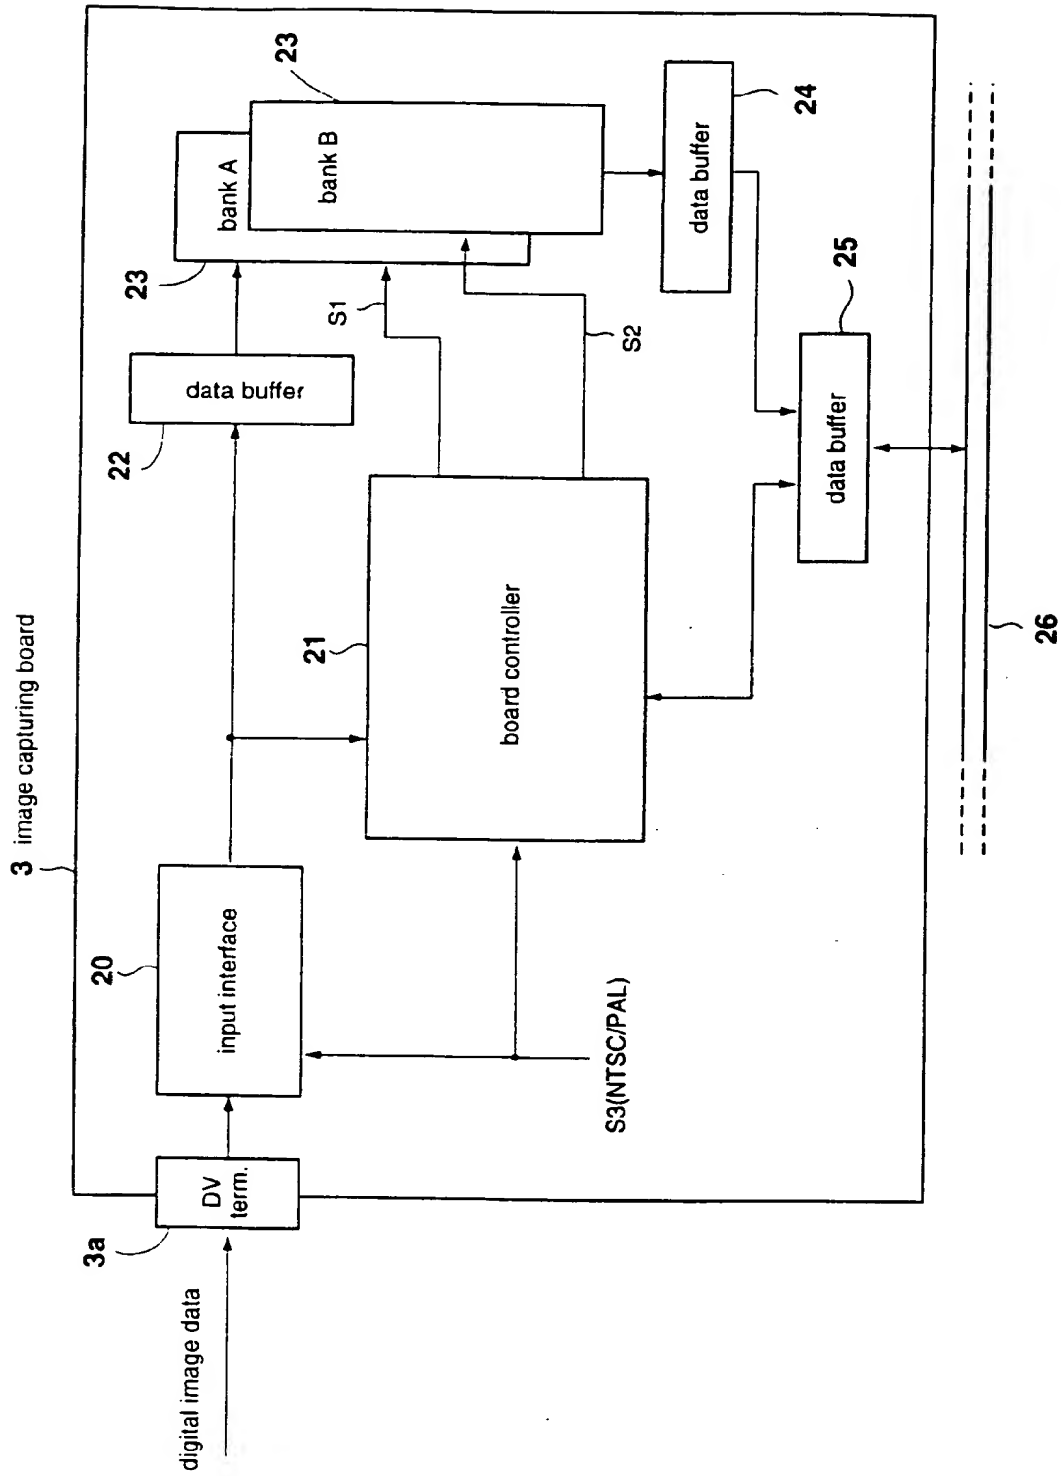 3 image capturing board
digital image data
3a
DV
term.
20
input interface
S3(NTSC/PAL)
21
board controller
22
data buffer
S1
S2
23
bank A
23
bank B
24
data buffer
25
data buffer
26